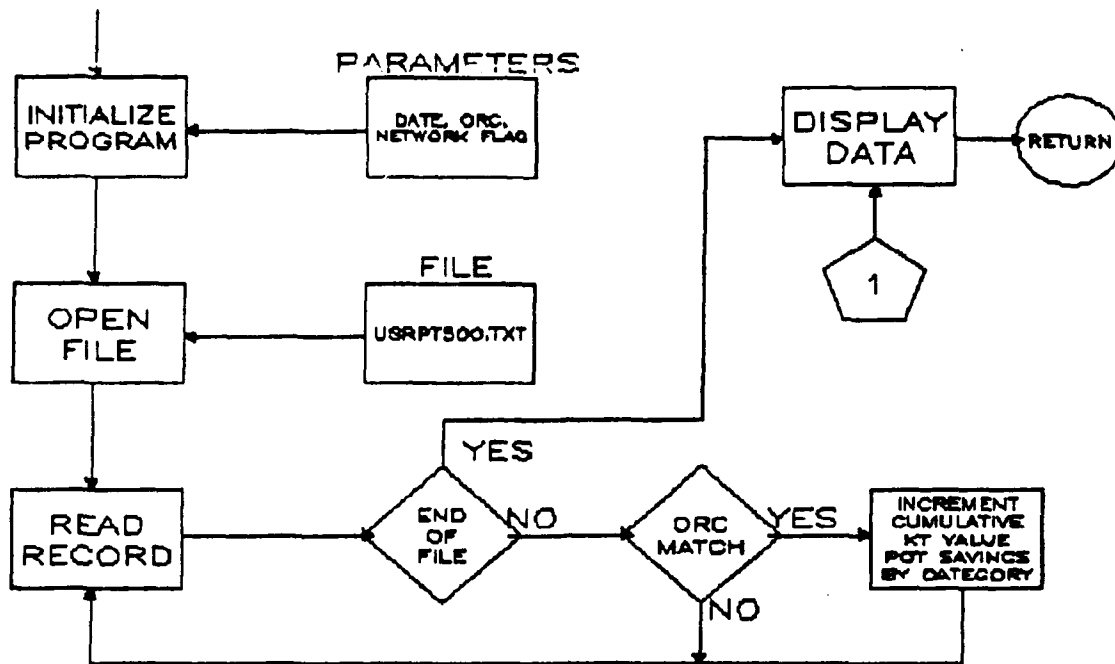 PARAMETERS
INITIALIZE
PROGRAM
DATE, ORC,
NETWORK FLAG
DISPLAY
DATA
RETURN
1
FILE
OPEN
FILE
USRPT500.TXT
YES
READ
RECORD
END
OF
FILE
NO
ORC
MATCH
YES
INCREMENT
CUMULATIVE
KT VALUE
POT SAVINGS
BY DATEGORY
NO